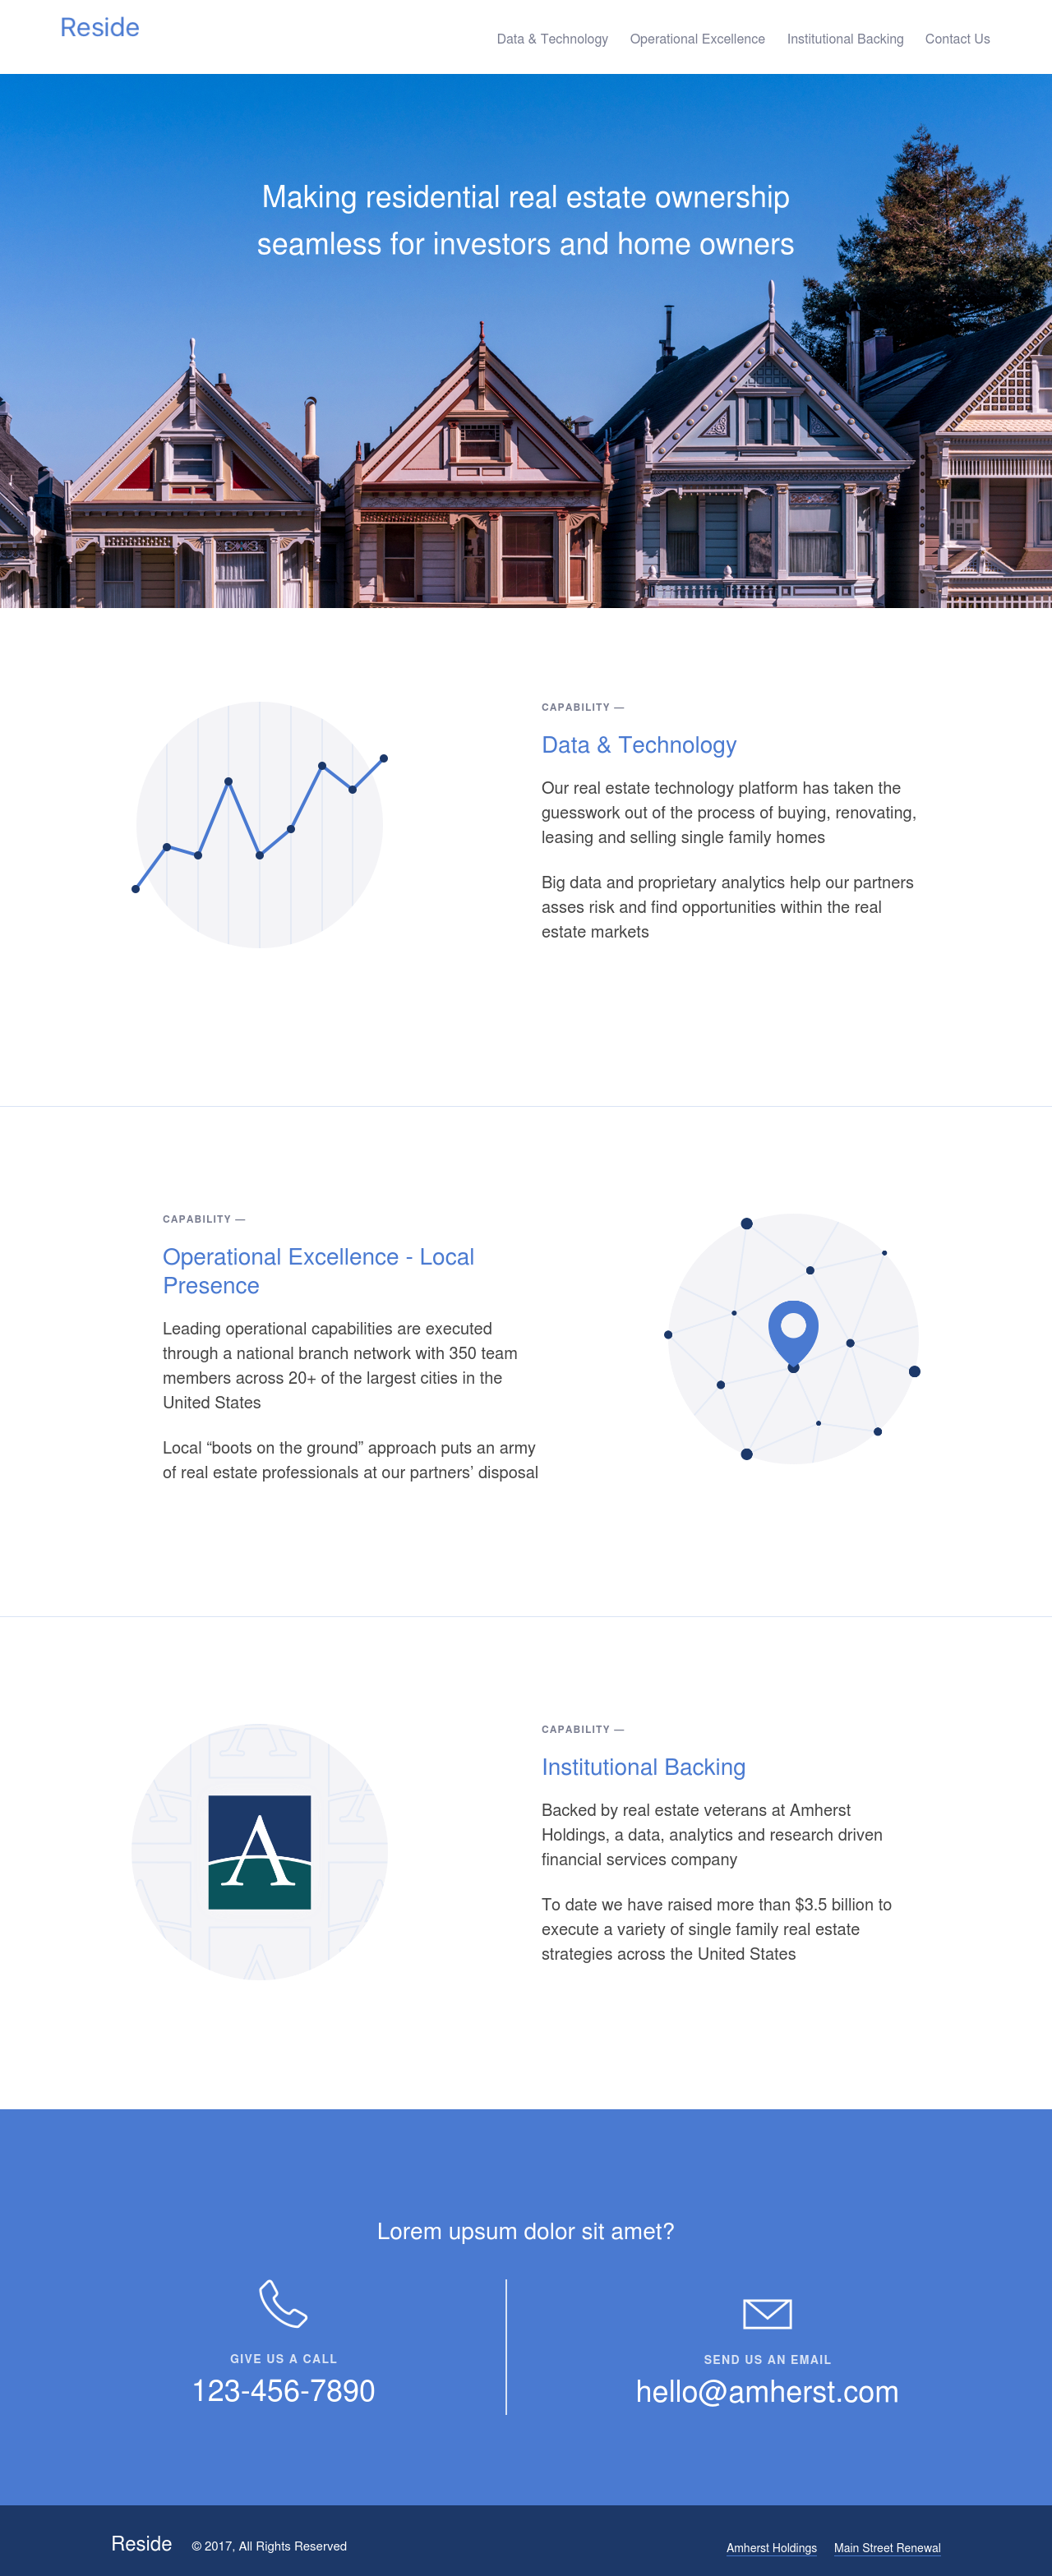 Reside
Data & Technology Operational Excellence Institutional Backing Contact Us
Making residential real estate ownership
seamless for investors and home owners
CAPABILITY —
Data & Technology
Our real estate technology platform has taken the
guesswork out of the process of buying, renovating,
leasing and selling single family homes
Big data and proprietary analytics help our partners
asses risk and find opportunities within the real
estate markets
CAPABILITY —
Operational Excellence - Local
Presence
Leading operational capabilities are executed
through a national branch network with 350 team
members across 20+ of the largest cities in the
United States
Local “boots on the ground” approach puts an army
of real estate professionals at our partners’ disposal
A
CAPABILITY —
Institutional Backing
Backed by real estate veterans at Amherst
Holdings, a data, analytics and research driven
financial services company
To date we have raised more than $3.5 billion to
execute a variety of single family real estate
strategies across the United States
Lorem upsum dolor sit amet?
GIVE US A CALL
123-456-7890
SEND US AN EMAIL
hello@amherst.com
Reside © 2017, All Rights Reserved Amherst Holdings Main Street Renewal